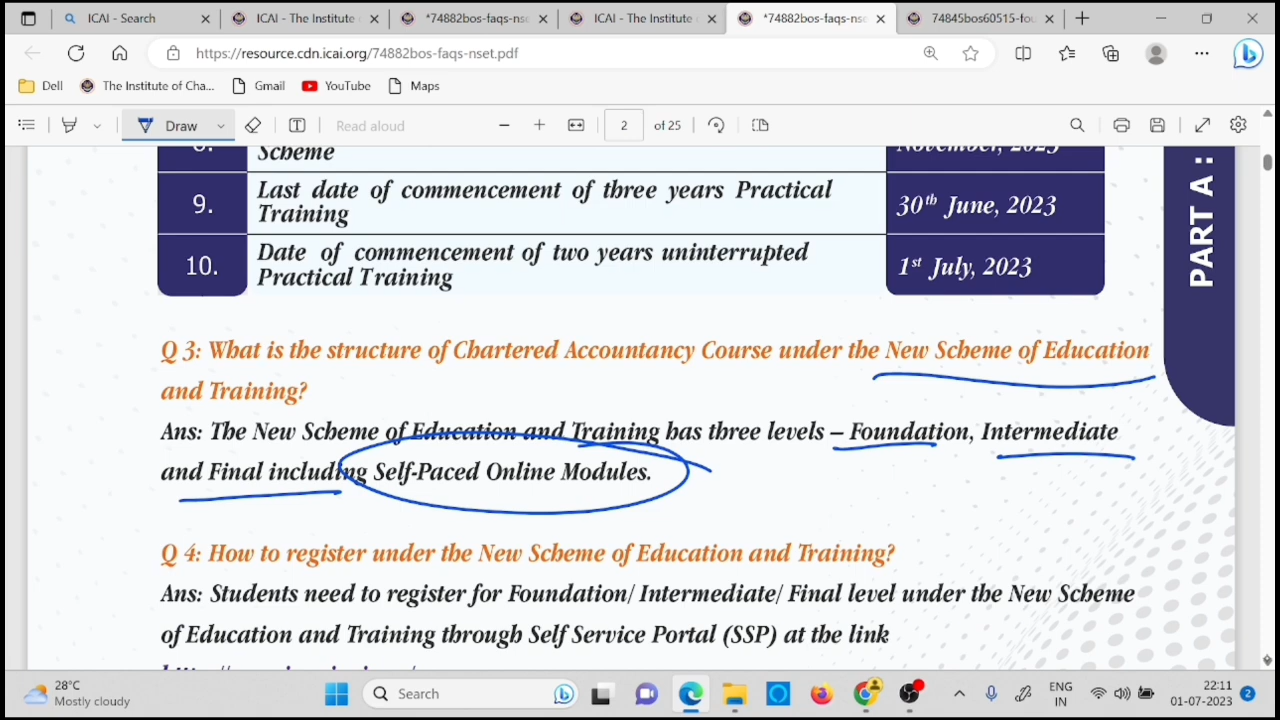 ICAI - Search
ICAI - The Institute
*74882bos-faqs-nse
ICAI - The Institute
*74882bos-faqs-nse
74845bos60515-fou
https://resource.cdn.icai.org/74882bos-faqs-nset.pdf
Dell
The Institute of Cha...
Gmail
YouTube
Maps
Draw
Read aloud
2 of 25
8.
Scheme
November, 2023
9.
Last date of commencement of three years Practical
Training
30th June, 2023
10.
Date of commencement of two years uninterrupted
Practical Training
1st July, 2023
PART A :
Q 3: What is the structure of Chartered Accountancy Course under the New Scheme of Education
and Training?
Ans: The New Scheme of Education and Training has three levels – Foundation, Intermediate
and Final including Self-Paced Online Modules.
Q 4: How to register under the New Scheme of Education and Training?
Ans: Students need to register for Foundation/ Intermediate/ Final level under the New Scheme
of Education and Training through Self Service Portal (SSP) at the link
28°C
Mostly cloudy
Search
ENG
IN
22:11
01-07-2023
2